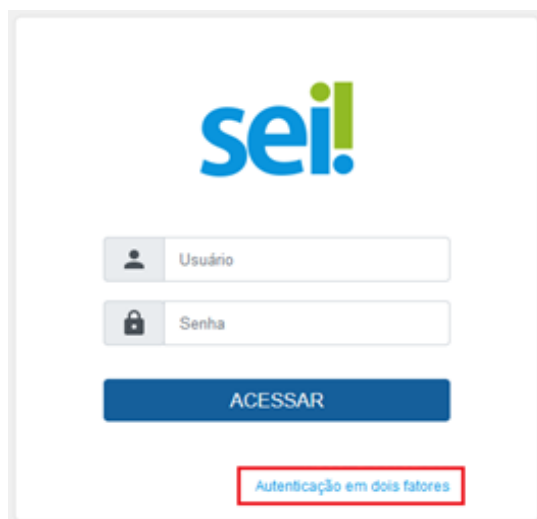 sei!
Usuário
Senha
ACESSAR
Autenticação em dois fatores